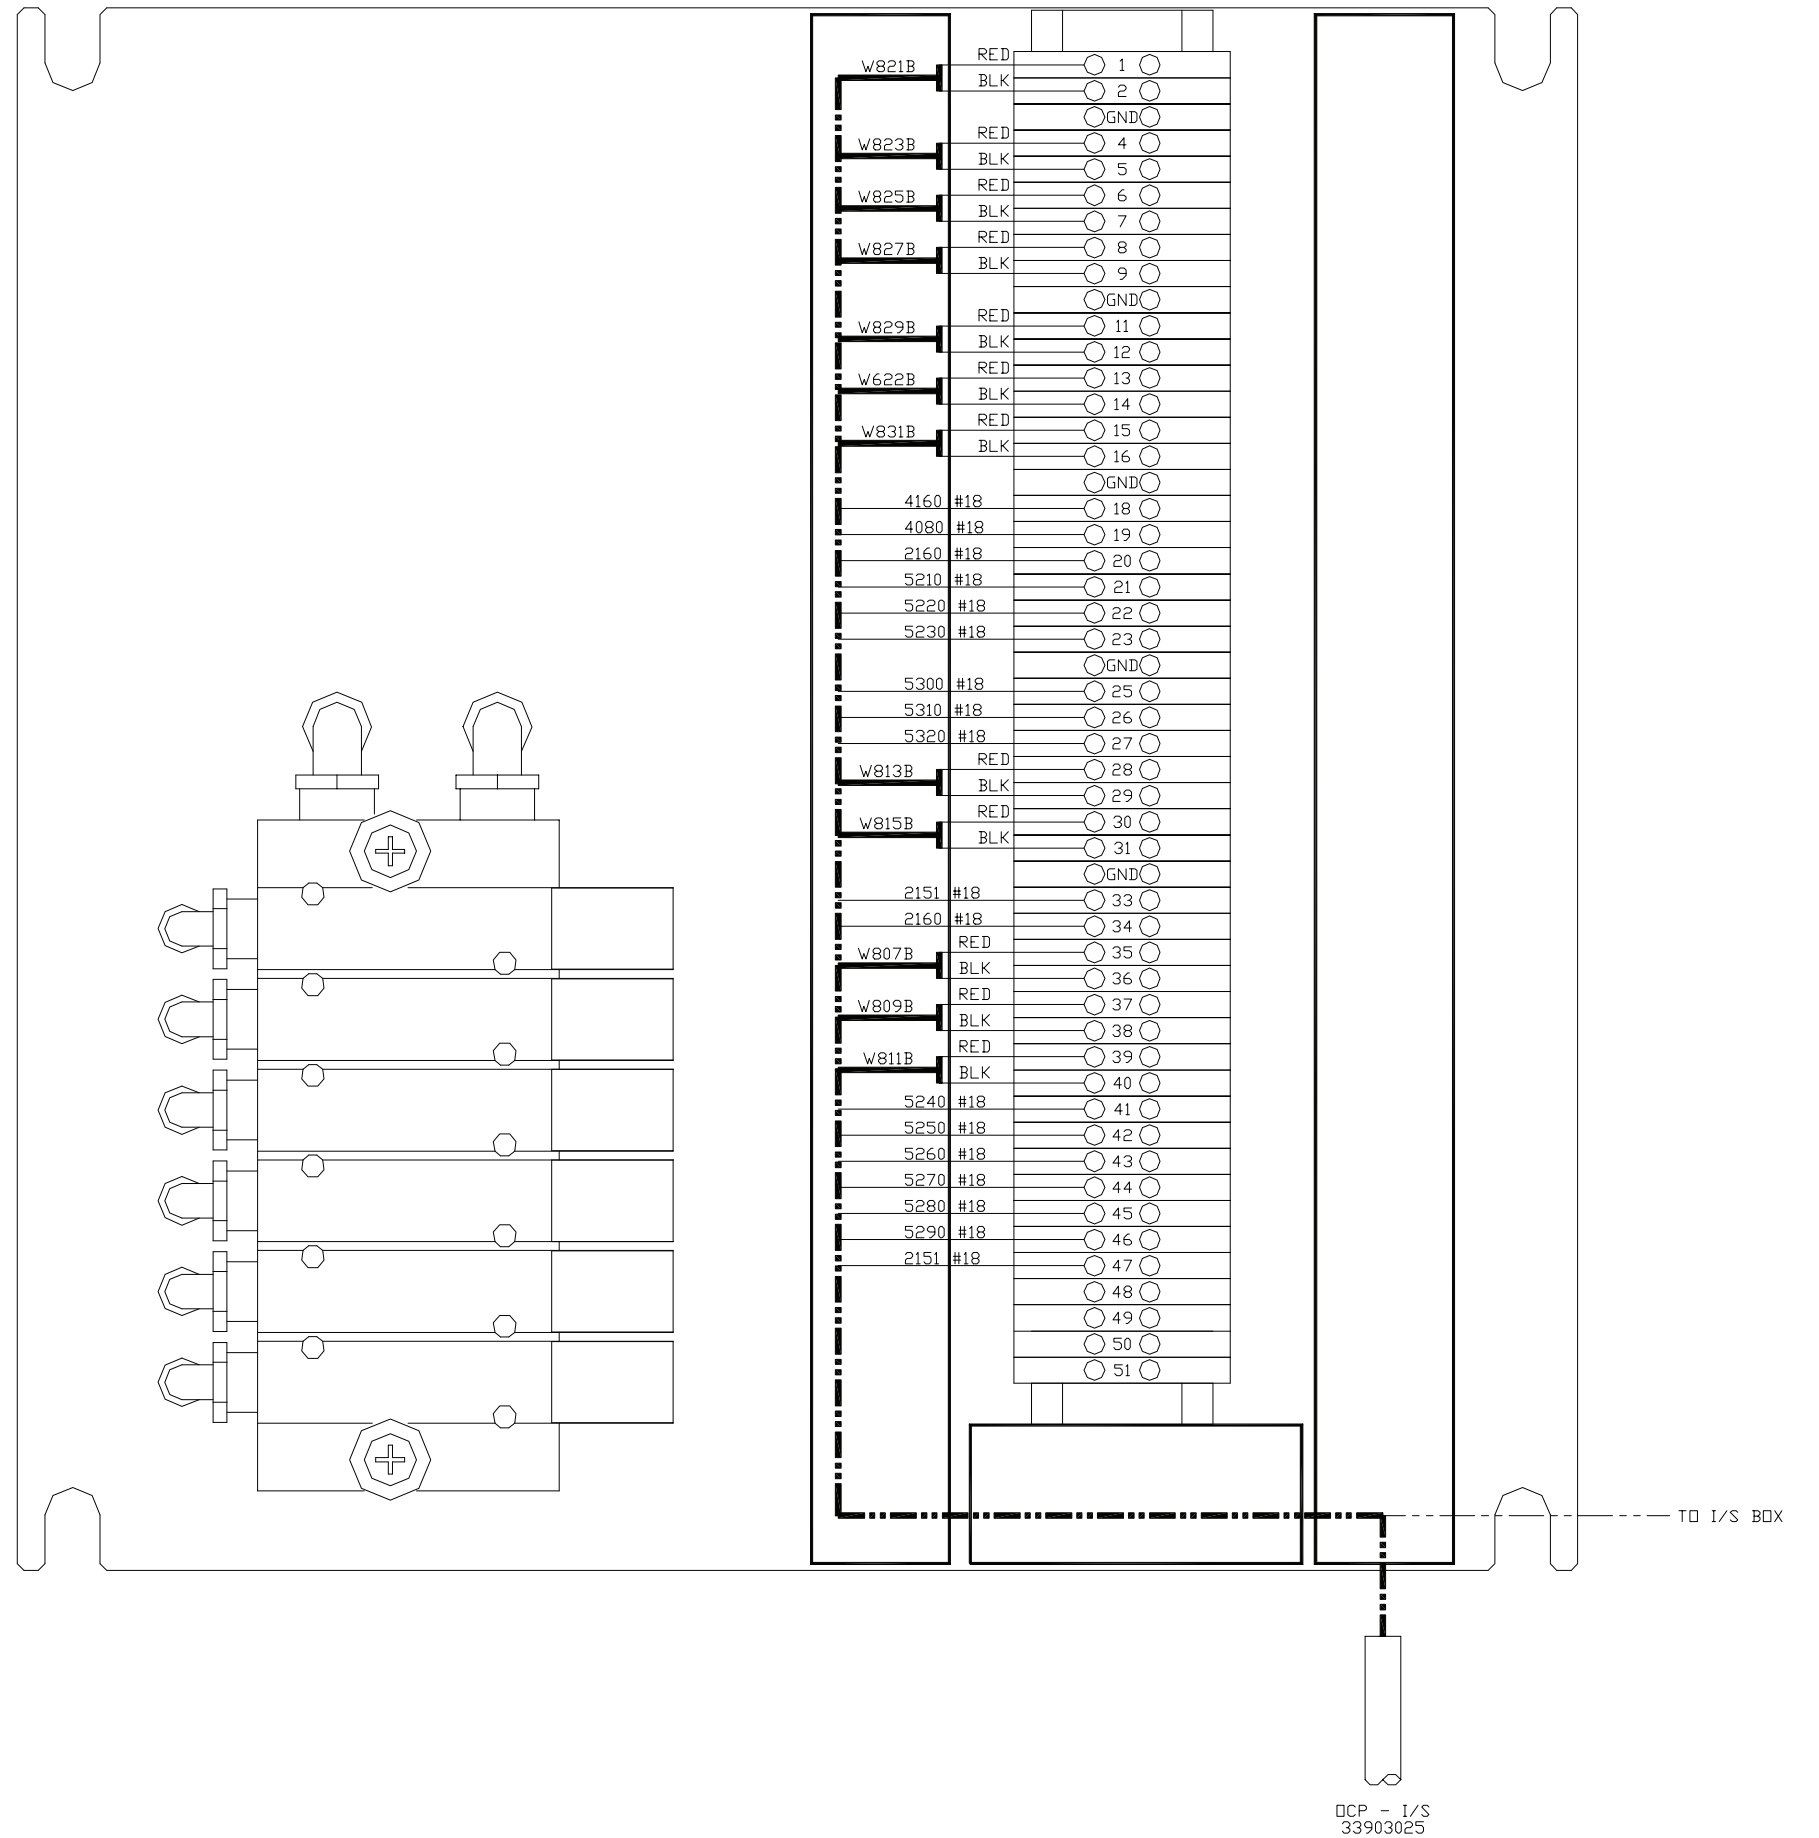 RED
W821B 1
BLK
2
GND
RED
W823B 4
BLK
5
RED
W825B 6
BLK
7
RED
W827B 8
BLK
9
GND
RED
W829B 11
BLK
12
RED
W622B 13
BLK
14
RED
W831B 15
BLK
16
GND
4160 #18 18
4080 #18 19
2160 #18 20
5210 #18 21
5220 #18 22
5230 #18 23
GND
5300 #18 25
5310 #18 26
5320 #18 27
RED
W813B 28
BLK
29
RED
W815B 30
BLK
31
GND
2151 #18 33
2160 #18 34
RED
W807B 35
BLK
36
RED
W809B 37
BLK
38
RED
W811B 39
BLK
40
5240 #18 41
5250 #18 42
5260 #18 43
5270 #18 44
5280 #18 45
5290 #18 46
2151 #18 47
48
49
50
51
TO I/S BOX
OCP - I/S
33903025